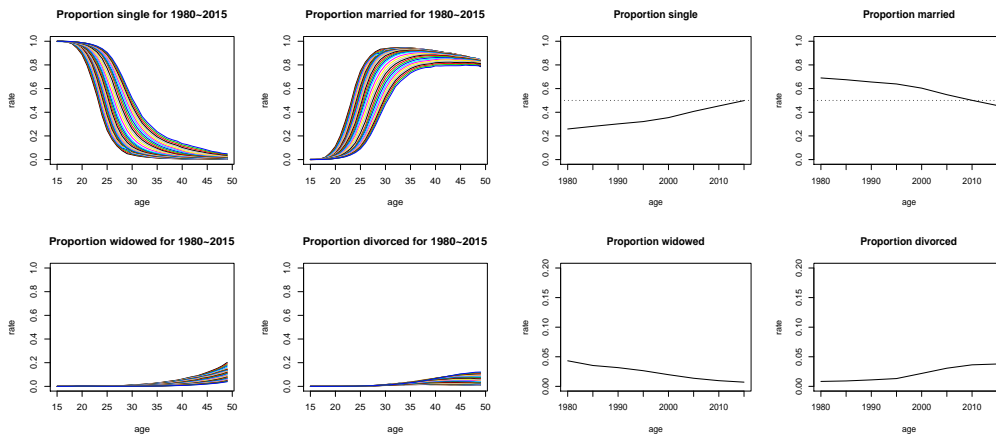 Proportion single for 1980~2015
rate
0.0 0.2 0.4 0.6 0.8 1.0
15 20 25 30 35 40 45 50
age
Proportion married for 1980~2015
rate
0.0 0.2 0.4 0.6 0.8 1.0
15 20 25 30 35 40 45 50
age
Proportion single
rate
0.0 0.2 0.4 0.6 0.8 1.0
1980 1990 2000 2010
age
Proportion married
rate
0.0 0.2 0.4 0.6 0.8 1.0
1980 1990 2000 2010
age
Proportion widowed for 1980~2015
rate
0.0 0.2 0.4 0.6 0.8 1.0
15 20 25 30 35 40 45 50
age
Proportion divorced for 1980~2015
rate
0.0 0.2 0.4 0.6 0.8 1.0
15 20 25 30 35 40 45 50
age
Proportion widowed
rate
0.00 0.05 0.10 0.15 0.20
1980 1990 2000 2010
age
Proportion divorced
rate
0.00 0.05 0.10 0.15 0.20
1980 1990 2000 2010
age